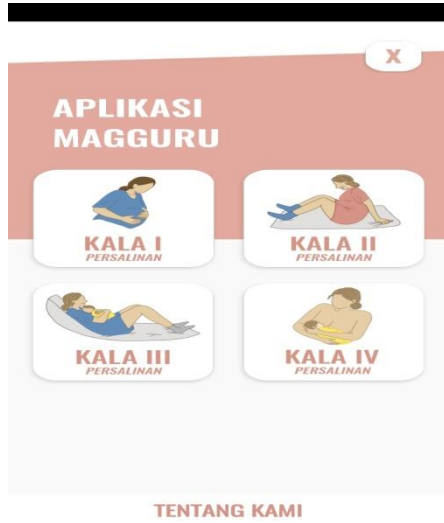 X
APLIKASI
MAGGURU
KALA I
PERSALINAN
KALA II
PERSALINAN
KALA III
PERSALINAN
KALA IV
PERSALINAN
TENTANG KAMI